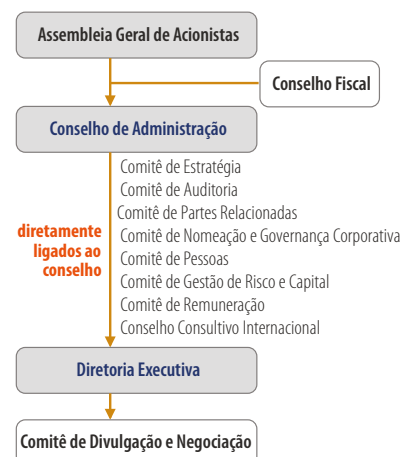 Assembleia Geral de Acionistas
Conselho Fiscal
Conselho de Administração
Comitê de Estratégia
Comitê de Auditoria
Comitê de Partes Relacionadas
diretamente
ligados ao
conselho
Comitê de Nomeação e Governança Corporativa
Comitê de Pessoas
Comitê de Gestão de Risco e Capital
Comitê de Remuneração
Conselho Consultivo Internacional
Diretoria Executiva
Comitê de Divulgação e Negociação